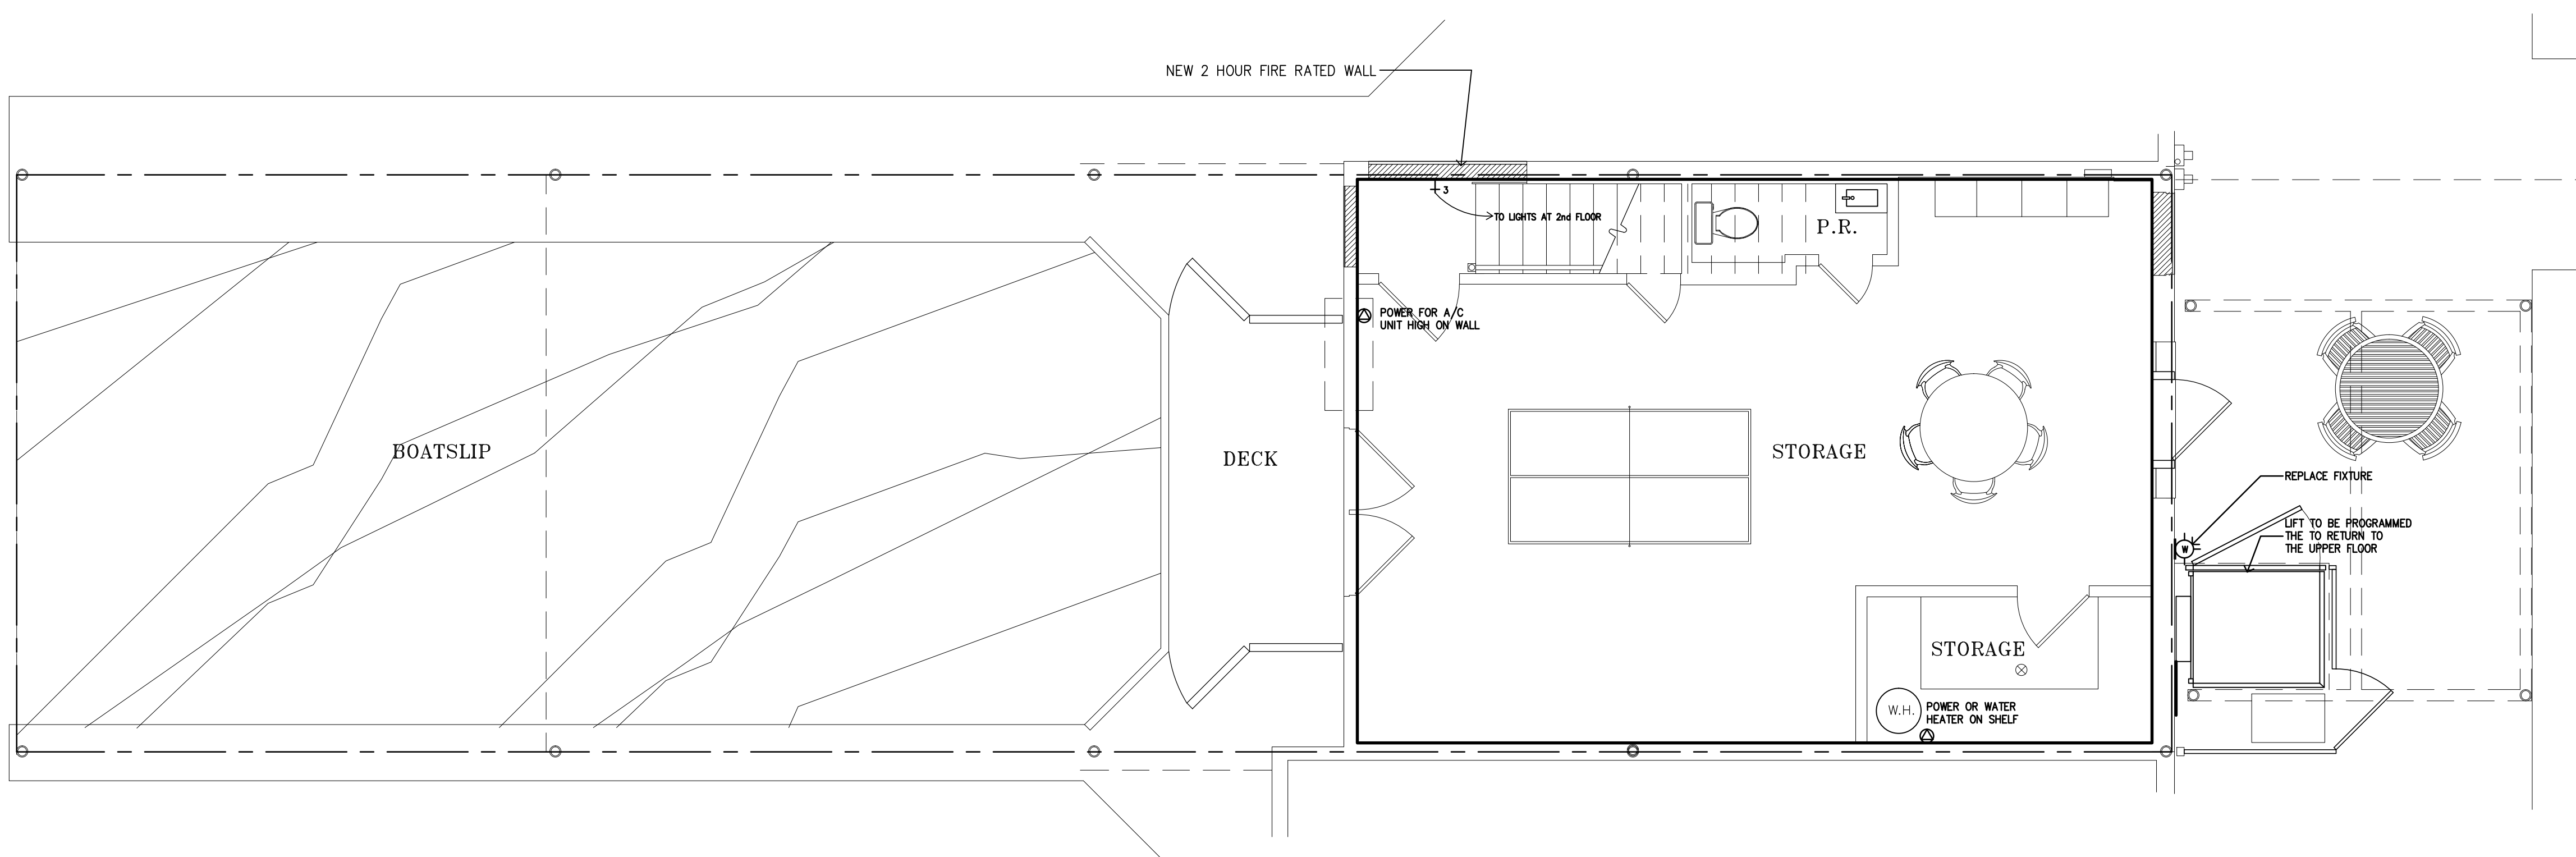 NEW 2 HOUR FIRE RATED WALL
3
TO LIGHTS AT 2nd FLOOR
P.R.
POWER FOR A/C
UNIT HIGH ON WALL
BOATSLIP
DECK
STORAGE
REPLACE FIXTURE
LIFT TO BE PROGRAMMED
THE TO RETURN TO
THE UPPER FLOOR
W
STORAGE
W.H.
POWER OR WATER
HEATER ON SHELF